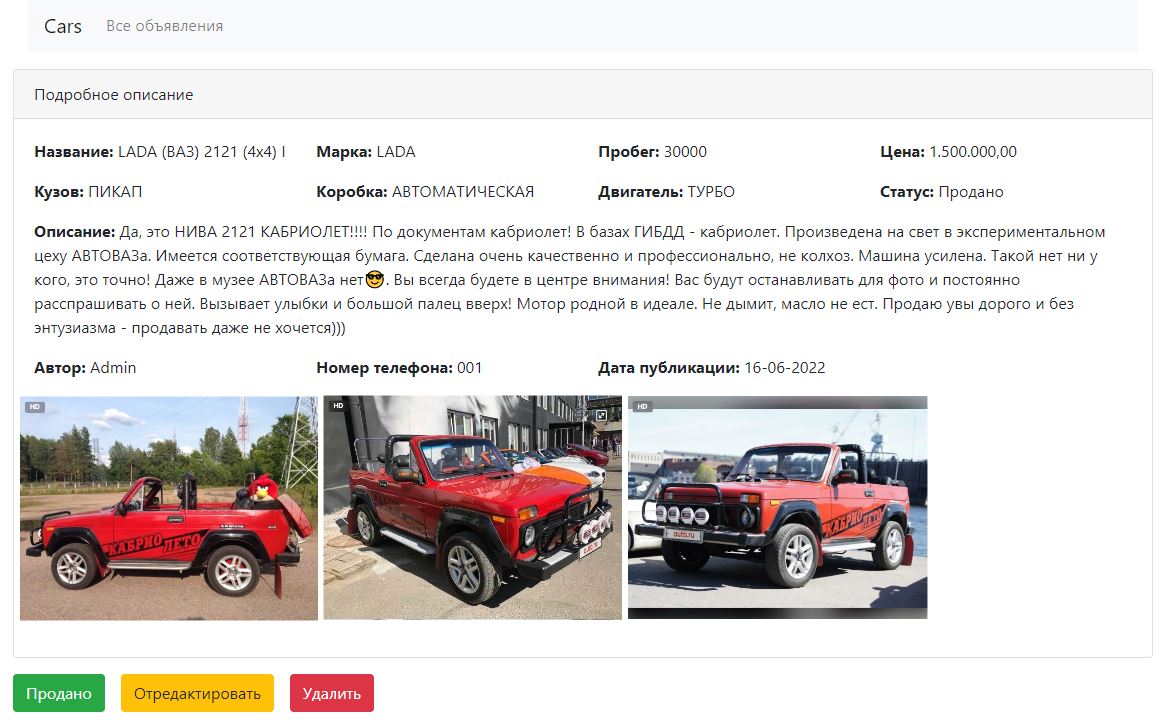 Cars Все объявления
Подробное описание
Название: LADA (ВАЗ) 2121 (4x4) I Марка: LADA Пробег: 30000 Цена: 1.500.000,00
Кузов: ПИКАП Коробка: АВТОМАТИЧЕСКАЯ Двигатель: ТУРБО Статус: Продано
Описание: Да, это НИВА 2121 КАБРИОЛЕТ!!!! По документам кабриолет! В базах ГИБДД - кабриолет. Произведена на свет в экспериментальном
цеху АВТОВАЗа. Имеется соответствующая бумага. Сделана очень качественно и профессионально, не колхоз. Машина усилена. Такой нет ни у
кого, это точно! Даже в музее АВТОВАЗа нет😎. Вы всегда будете в центре внимания! Вас будут останавливать для фото и постоянно
расспрашивать о ней. Вызывает улыбки и большой палец вверх! Мотор родной в идеале. Не дымит, масло не ест. Продаю увы дорого и без
энтузиазма - продавать даже не хочется)))
Автор: Admin Номер телефона: 001 Дата публикации: 16-06-2022
HD HD HD
КАБРИО ЛЕТО
КАБРИО ЛЕТО
auto.ru
Продано Отредактировать Удалить